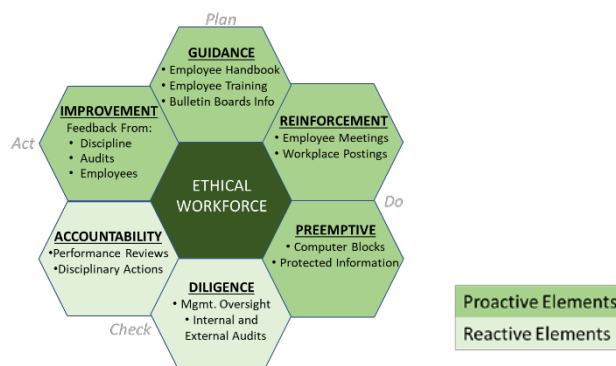 Plan
GUIDANCE
• Employee Handbook
• Employee Training
• Bulletin Boards Info
IMPROVEMENT
Feedback From:
• Discipline
• Audits
• Employees
REINFORCEMENT
• Employee Meetings
• Workplace Postings
Act
ETHICAL
WORKFORCE
Do
ACCOUNTABILITY
•Performance Reviews
•Disciplinary Actions
PREEMPTIVE
• Computer Blocks
• Protected Information
DILIGENCE
• Mgmt. Oversight
• Internal and
External Audits
Check
Proactive Elements
Reactive Elements